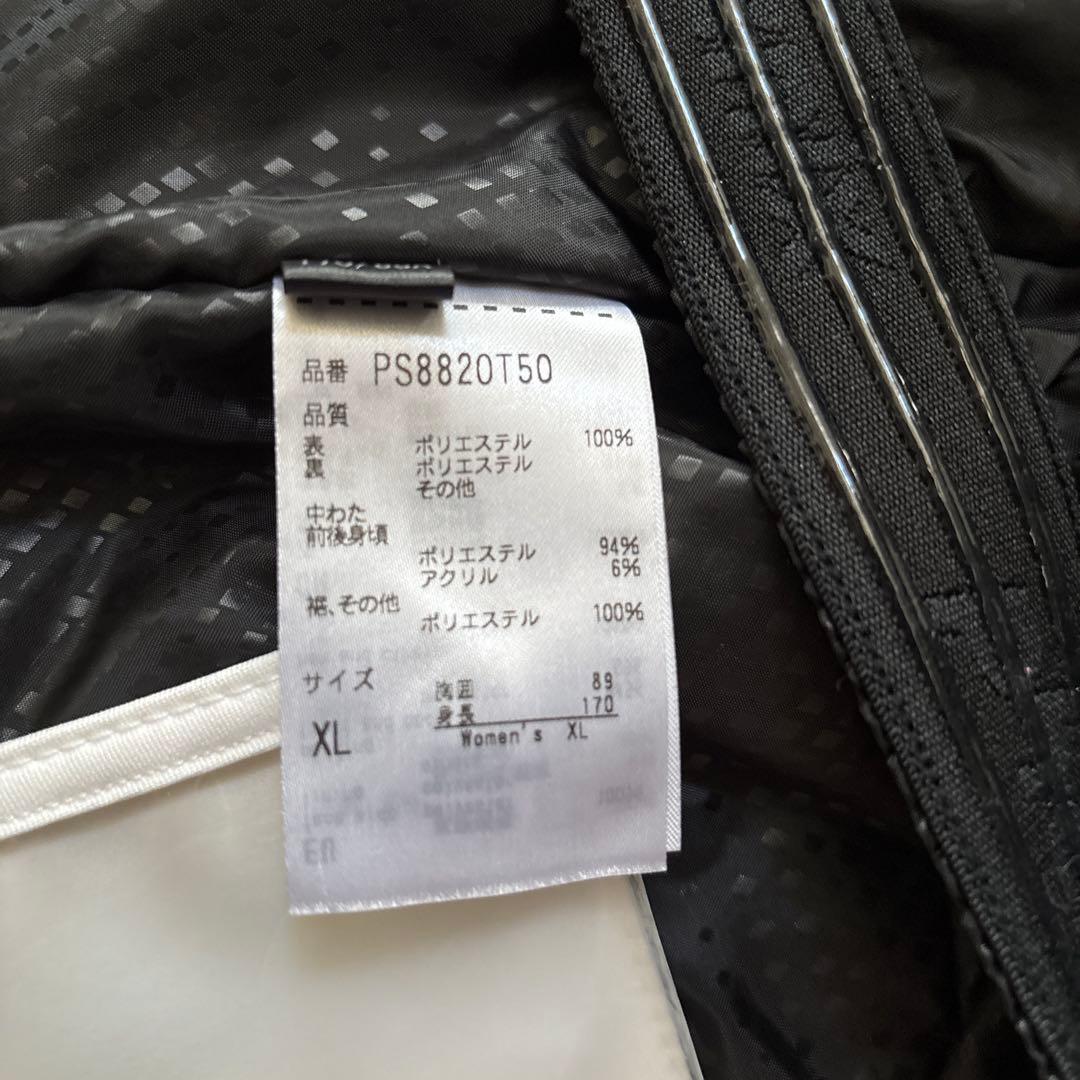 品番 PS8820T50
品質
表 ポリエステル 100%
裏 ポリエステル
その他
中わた
前後身頃
ポリエステル 94%
アクリル 6%
裾、その他
ポリエステル 100%
サイズ 胸囲 89
身長 170
XL Women's XL